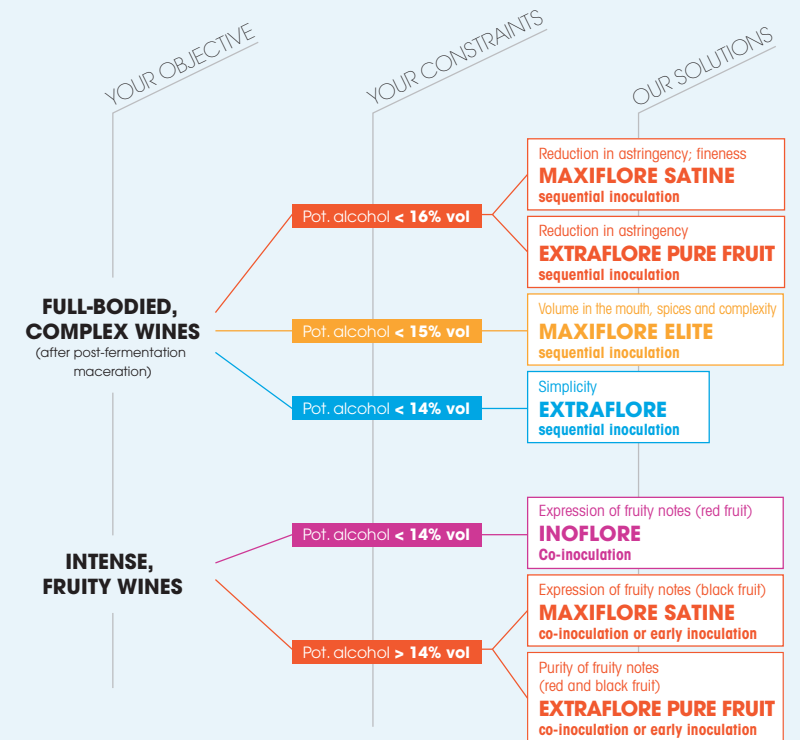 YOUR OBJECTIVE
YOUR CONSTRAINTS
OUR SOLUTIONS
FULL-BODIED,
COMPLEX WINES
(after post-fermentation
maceration)
Pot. alcohol < 16% vol
Reduction in astringency; fineness
MAXIFLORE SATINE
sequential inoculation
Reduction in astringency
EXTRAFLORE PURE FRUIT
sequential inoculation
Pot. alcohol < 15% vol
Volume in the mouth, spices and complexity
MAXIFLORE ELITE
sequential inoculation
Pot. alcohol < 14% vol
Simplicity
EXTRAFLORE
sequential inoculation
INTENSE,
FRUITY WINES
Pot. alcohol < 14% vol
Expression of fruity notes (red fruit)
INOFLORE
Co-inoculation
Pot. alcohol > 14% vol
Expression of fruity notes (black fruit)
MAXIFLORE SATINE
co-inoculation or early inoculation
Purity of fruity notes
(red and black fruit)
EXTRAFLORE PURE FRUIT
co-inoculation or early inoculation